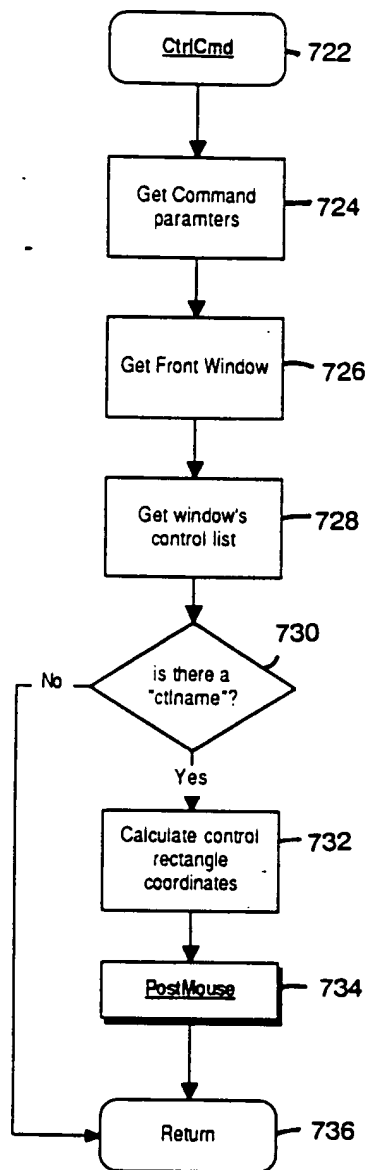 CtrlCmd
722
Get Command
paramters
724
Get Front Window
726
Get window's
control list
728
730
is there a
"ctlname"?
No
Yes
Calculate control
rectangle
coordinates
732
PostMouse
734
Return
736